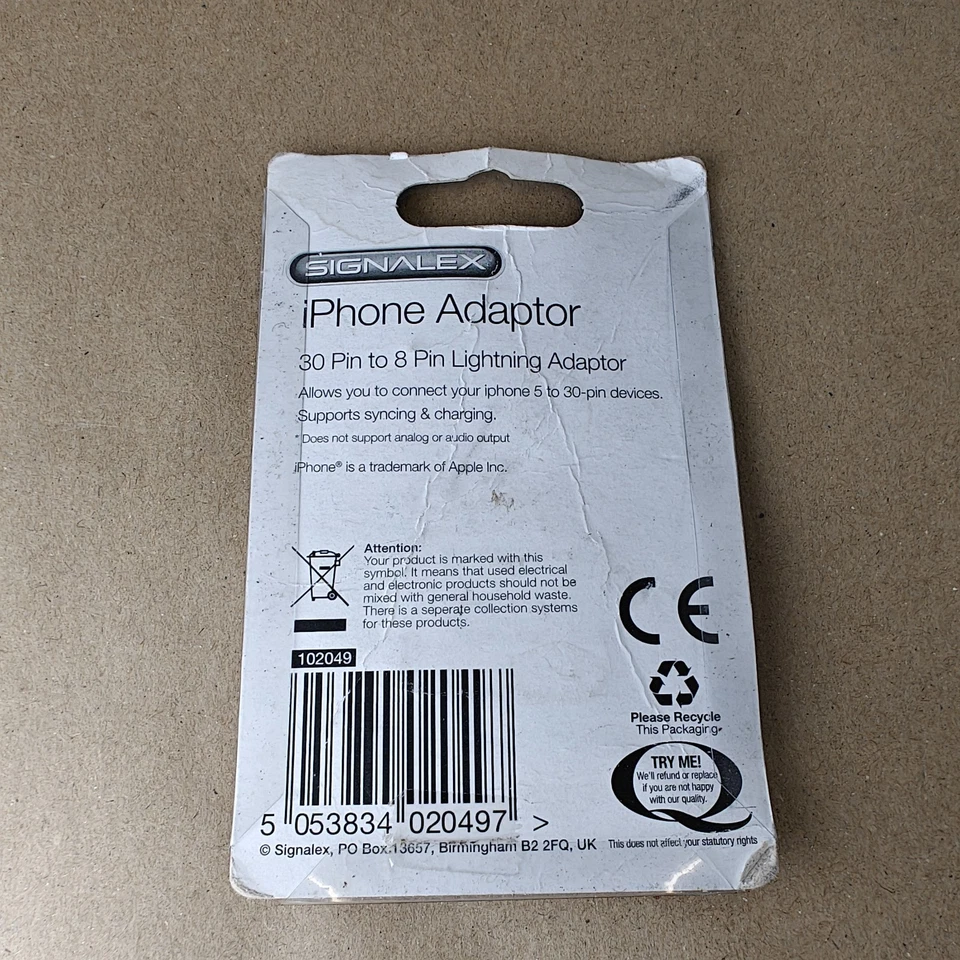 SIGNALEX
iPhone Adaptor
30 Pin to 8 Pin Lightning Adaptor
Allows you to connect your iphone 5 to 30-pin devices.
Supports syncing & charging.
* Does not support analog or audio output
iPhone® is a trademark of Apple Inc.
Attention:
Your product is marked with this
symbol. It means that used electrical
and electronic products should not be
mixed with general household waste.
There is a seperate collection systems
for these products.
CE
102049
Please Recycle
This Packaging.
TRY ME!
We'll refund or replace
if you are not happy
with our quality.
This does not affect your statutory rights
5 053834 020497 >
© Signalex, PO Box.13657, Birmingham B2 2FQ, UK